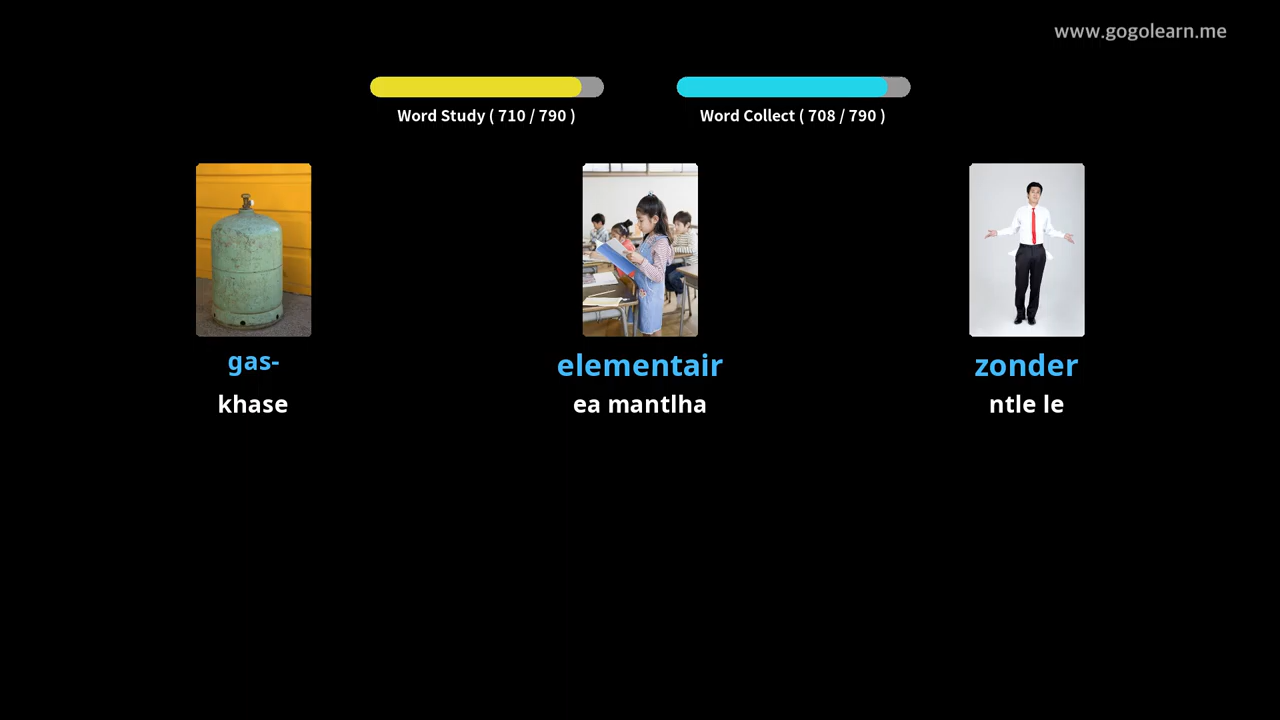 www.gogolearn.me
Word Study ( 710 / 790 )
Word Collect ( 708 / 790 )
gas-
elementair
zonder
khase
ea mantlha
ntle le